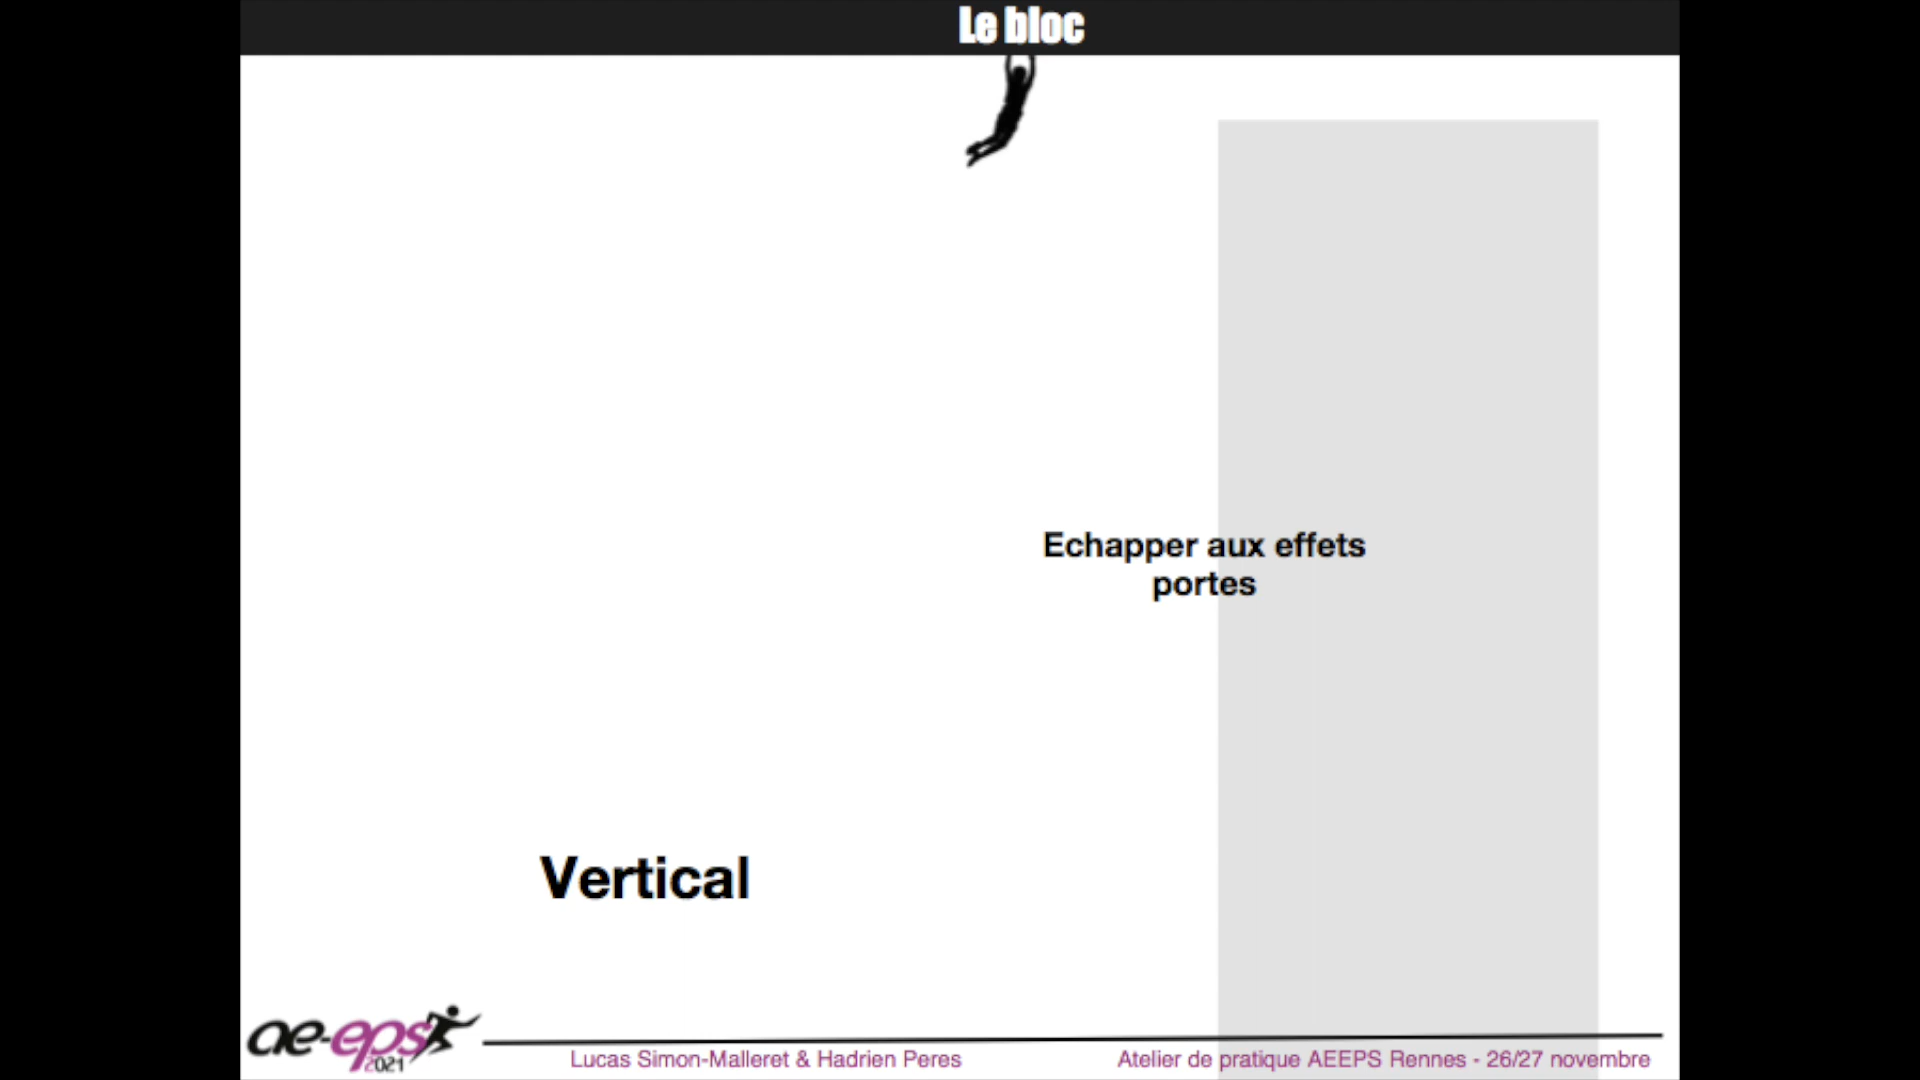 Le bloc
Echapper aux effets
portes
Vertical
ae-eps
2021
Lucas Simon-Malleret & Hadrien Peres
Atelier de pratique AEEPS Rennes - 26/27 novembre